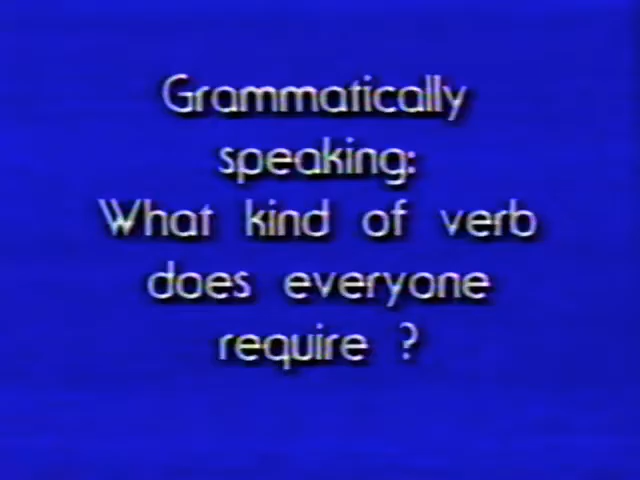 Grammatically
speaking:
What kind of verb
does everyone
require ?